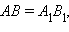 AB = A₁B₁,